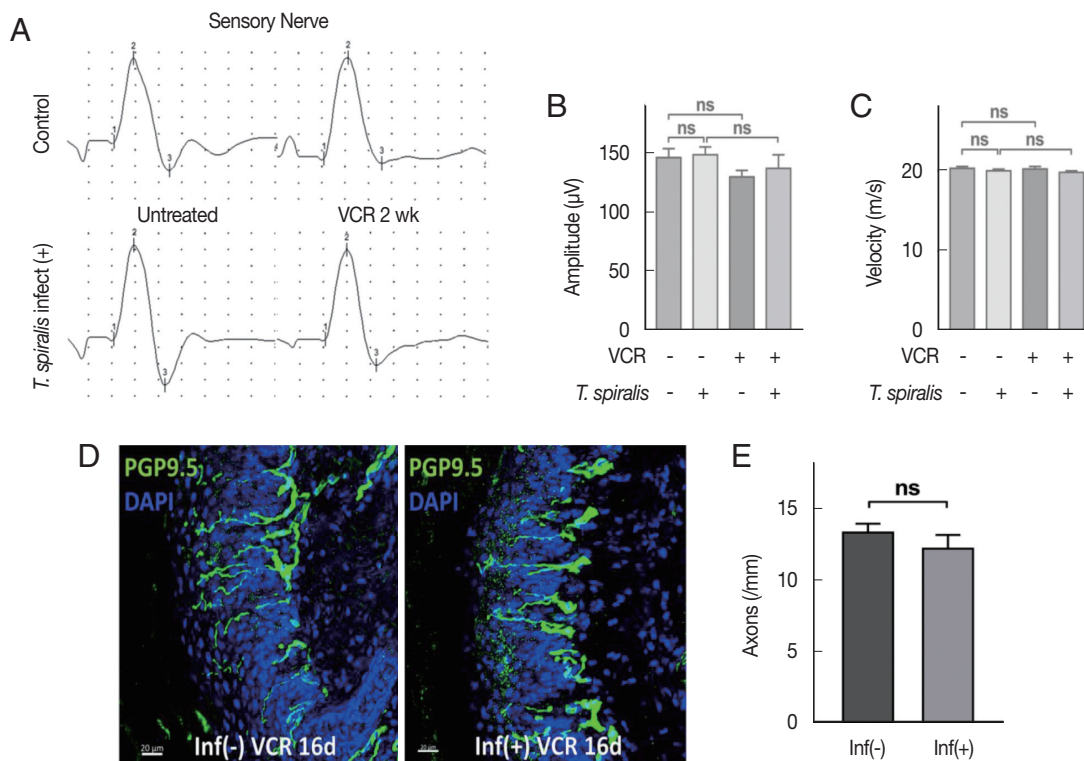 A
Sensory Nerve
Control
2
1
3
2
1
3
Untreated
VCR 2 wk
T. spiralis infect (+)
2
1
3
2
1
3
B
ns
ns
ns
Amplitude (µV)
150
100
50
0
VCR - - + +
T. spiralis - + - +
C
ns
ns
ns
Velocity (m/s)
20
10
0
VCR - - + +
T. spiralis - + - +
D
PGP9.5
DAPI
20 µm
Inf(-) VCR 16d
PGP9.5
DAPI
20 µm
Inf(+) VCR 16d
E
ns
Axons (/mm)
15
10
15
0
Inf(-) Inf(+)